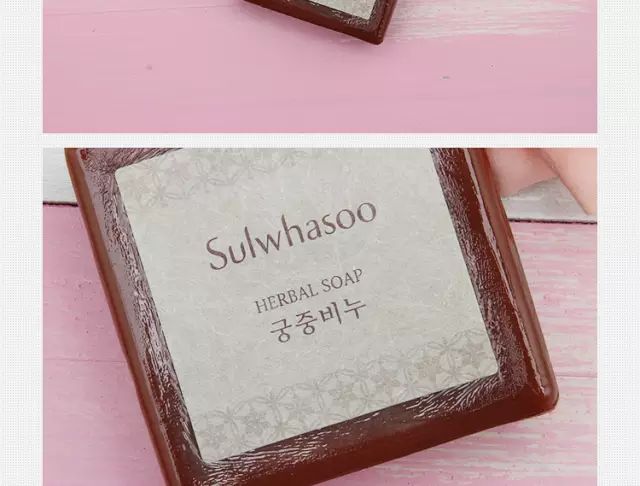 Sulwhasoo
HERBAL SOAP
궁중비누